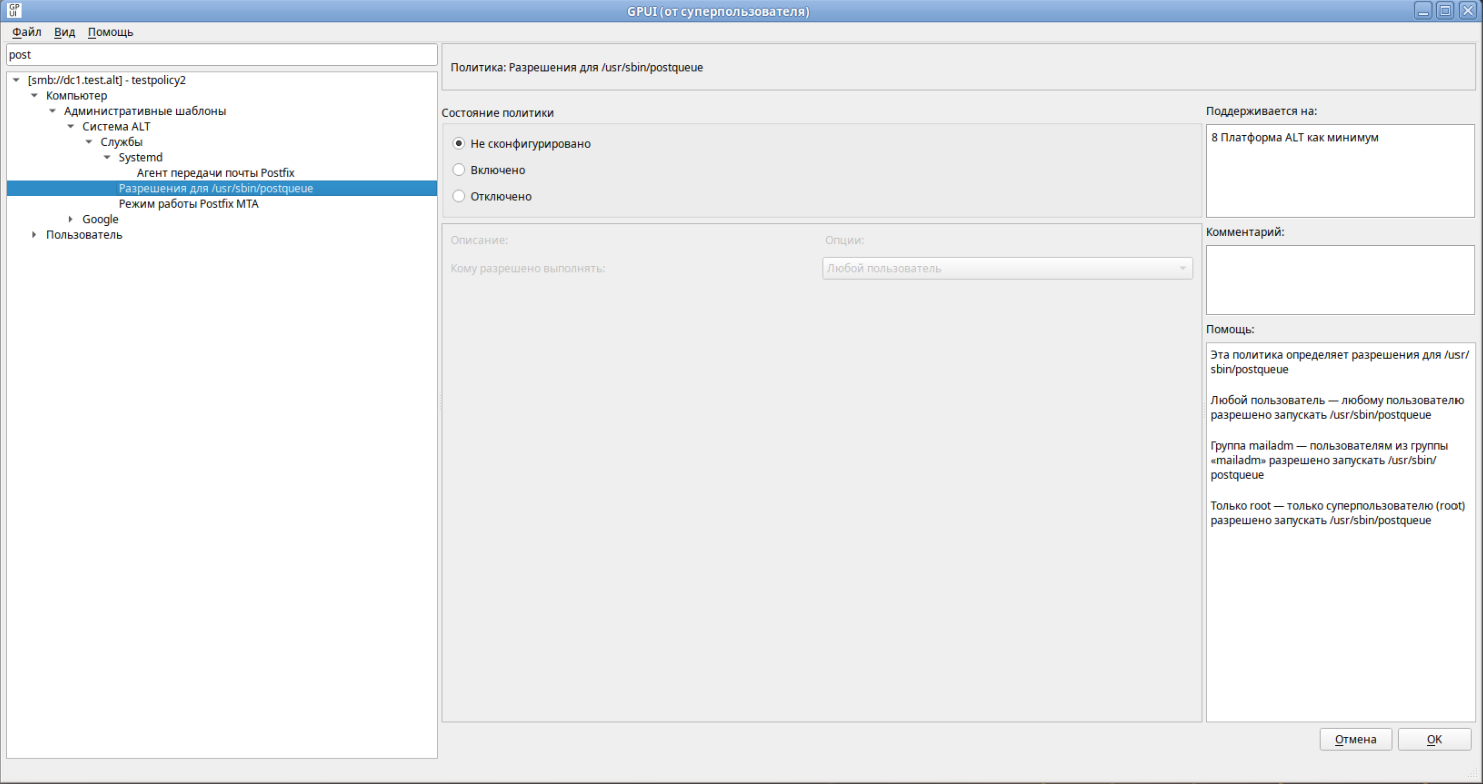 GPUI
GPUI (от суперпользователя)
Файл Вид Помощь
post
[smb://dc1.test.alt] - testpolicy2
Компьютер
Административные шаблоны
Система ALT
Службы
Systemd
Агент передачи почты Postfix
Разрешения для /usr/sbin/postqueue
Режим работы Postfix MTA
Google
Пользователь
Политика: Разрешения для /usr/sbin/postqueue
Состояние политики
Не сконфигурировано
Включено
Отключено
Описание: Опции:
Кому разрешено выполнять: Любой пользователь
Поддерживается на:
8 Платформа ALT как минимум
Комментарий:
Помощь:
Эта политика определяет разрешения для /usr/
sbin/postqueue
Любой пользователь — любому пользователю
разрешено запускать /usr/sbin/postqueue
Группа mailadm — пользователям из группы
«mailadm» разрешено запускать /usr/sbin/
postqueue
Только root — только суперпользователю (root)
разрешено запускать /usr/sbin/postqueue
Отмена OK